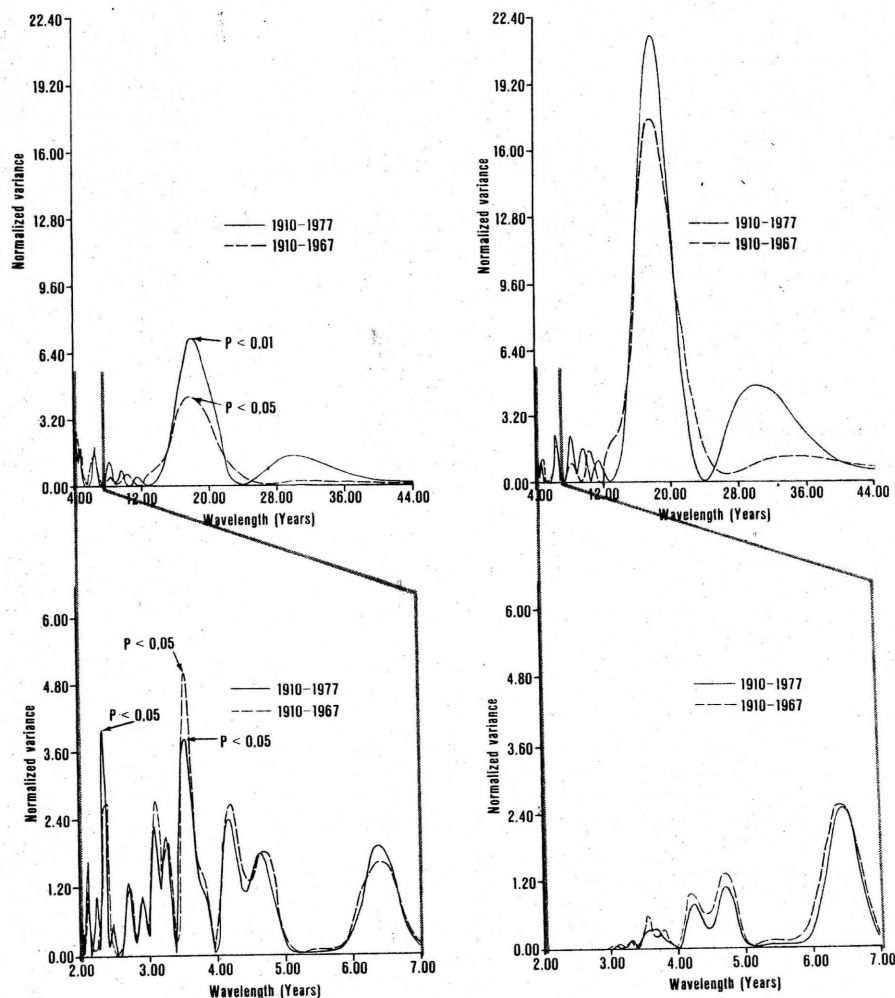 22.40
19.20
16.00
12.80
9.60
6.40
3.20
0.00
Normalized variance
1910-1977
1910-1967
P < 0.01
P < 0.05
4.00 12.00 20.00 28.00 36.00 44.00
Wavelength (Years)
22.40
19.20
16.00
12.80
9.60
6.40
3.20
0.00
Normalized variance
1910-1977
1910-1967
4.00 12.00 20.00 28.00 36.00 44.00
Wavelength (Years)
6.00
4.80
3.60
2.40
1.20
0.00
Normalized variance
P < 0.05
1910-1977
1910-1967
P < 0.05
P < 0.05
2.00 3.00 4.00 5.00 6.00 7.00
Wavelength (Years)
6.00
4.80
3.60
2.40
1.20
0.00
Normalized variance
1910-1977
1910-1967
2.00 3.00 4.00 5.00 6.00 7.00
Wavelength (Years)